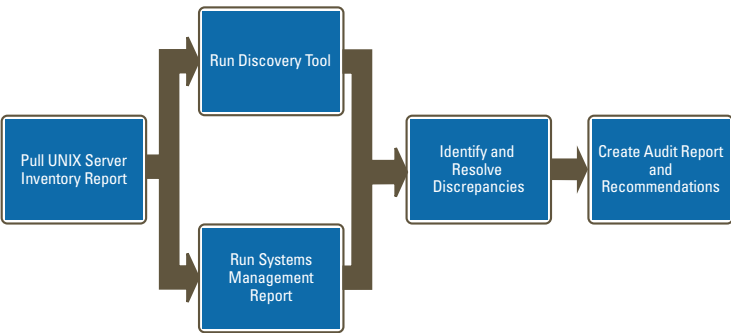 Run Discovery Tool
Pull UNIX Server
Inventory Report
Identify and
Resolve
Discrepancies
Create Audit Report
and
Recommendations
Run Systems
Management
Report